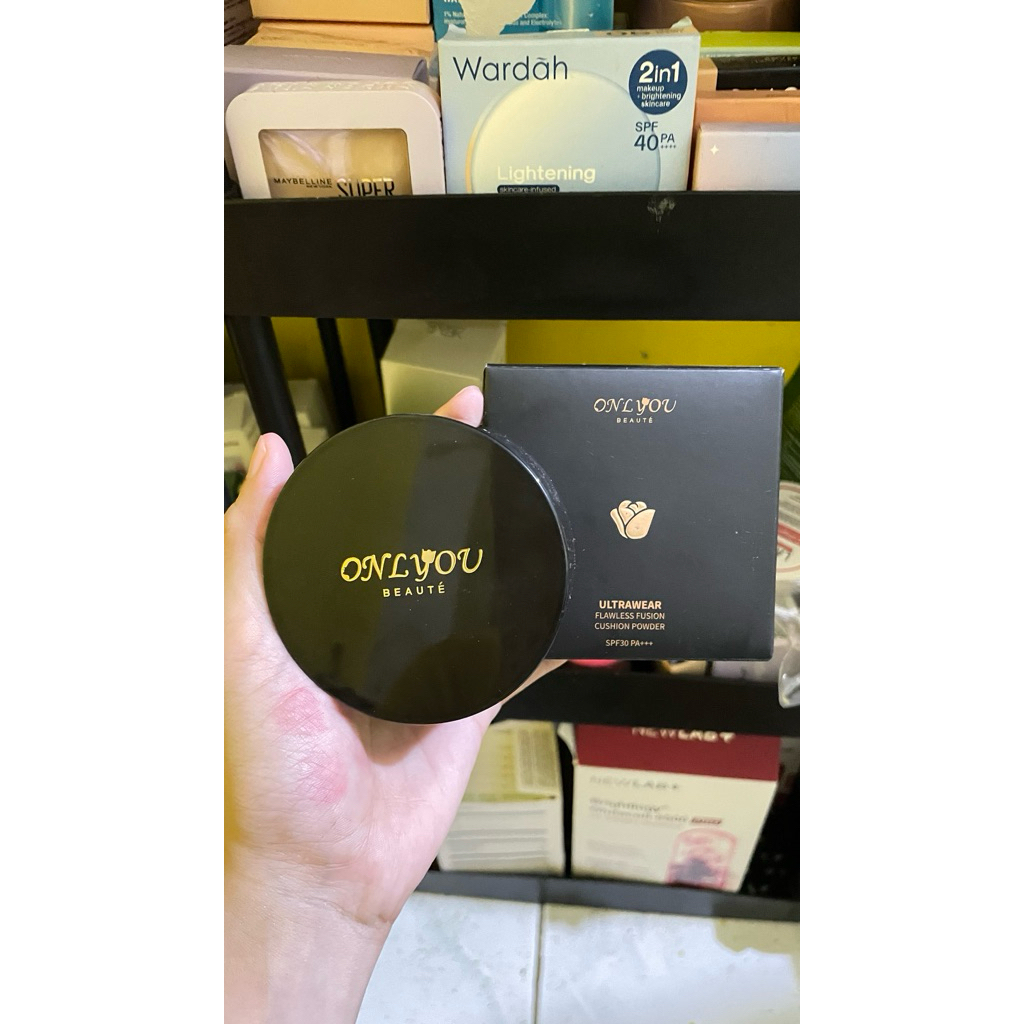 Wardah
2in1
makeup
+ brightening
skincare
SPF
40 PA
++++
Lightening
skincare-infused
MAYBELLINE
SUPER
ONLYOU
BEAUTÉ
ULTRAWEAR
FLAWLESS FUSION
CUSHION POWDER
SPF30 PA+++
ONLYOU
BEAUTÉ
NEWLAB+
NEWLAB+